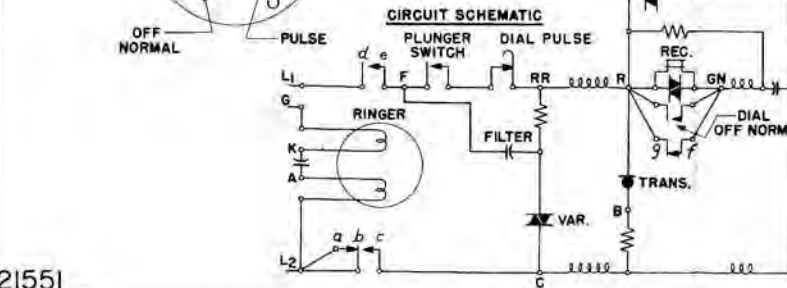 OFF
NORMAL
PULSE
CIRCUIT SCHEMATIC
PLUNGER
SWITCH
DIAL PULSE
REC.
L1
d
e
F
RR
R
GN
G
RINGER
K
FILTER
DIAL
OFF NORM
g
f
A
TRANS.
B
VAR.
L2
a
b
c
C
21551